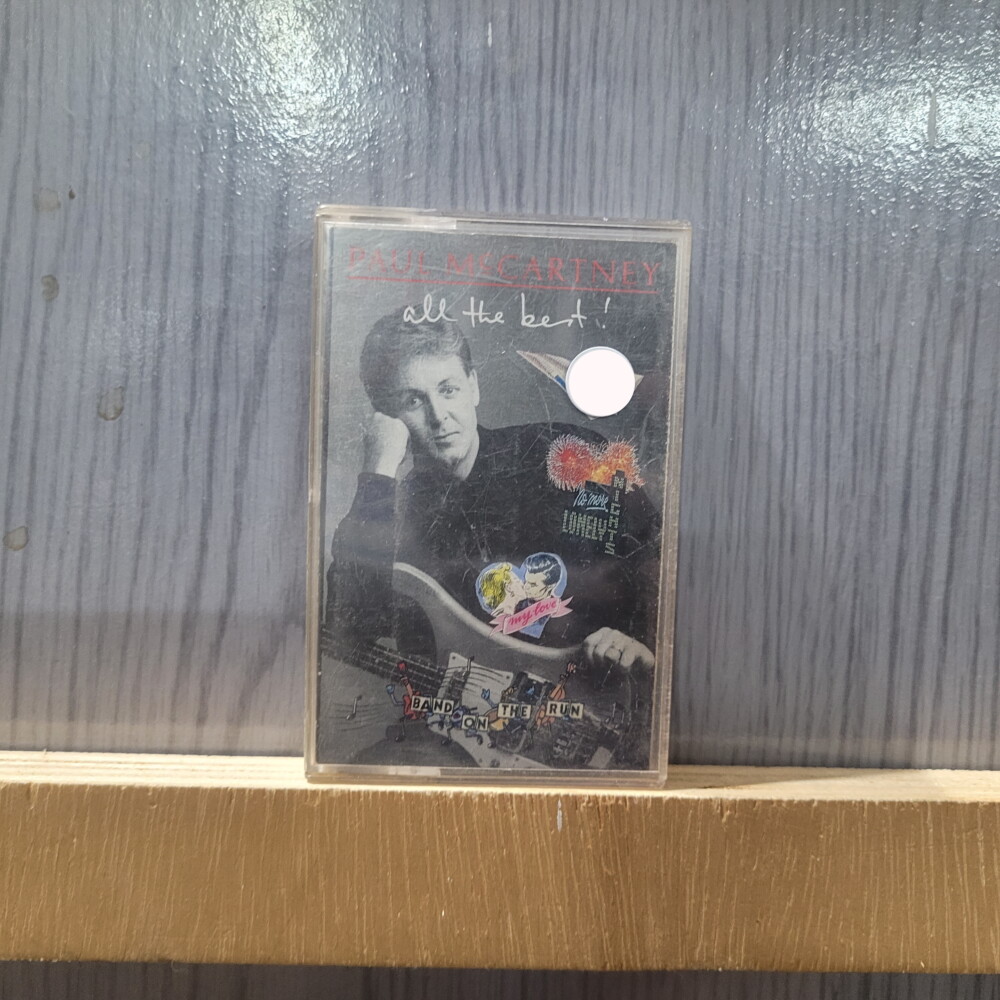 PAUL McCARTNEY
all the best!
No more
LONELY
NIGHTS
my love
BAND ON THE RUN